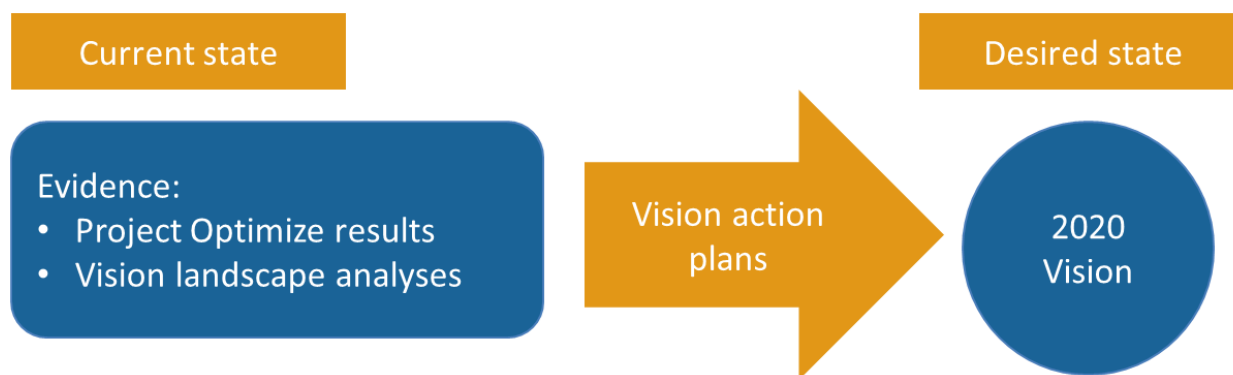 Current state
Desired state
Evidence:
• Project Optimize results
• Vision landscape analyses
Vision action
plans
2020
Vision